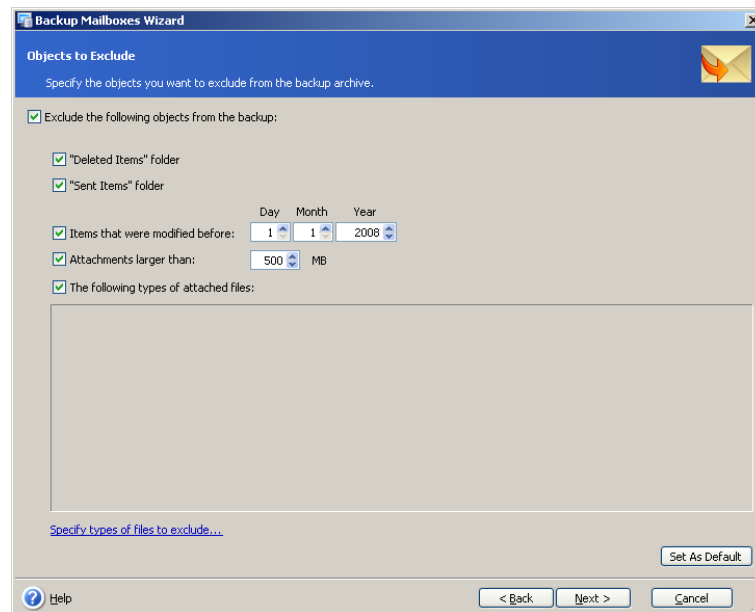 Backup Mailboxes Wizard
Objects to Exclude
Specify the objects you want to exclude from the backup archive.
Exclude the following objects from the backup:
"Deleted Items" folder
"Sent Items" folder
Day Month Year
Items that were modified before: 1 1 2008
Attachments larger than: 500 MB
The following types of attached files:
Specify types of files to exclude...
Set As Default
Help < Back Next > Cancel